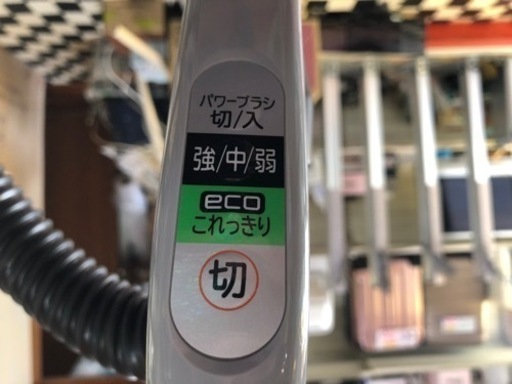 パワーブラシ
切/入
強/中/弱
eco
これっきり
切